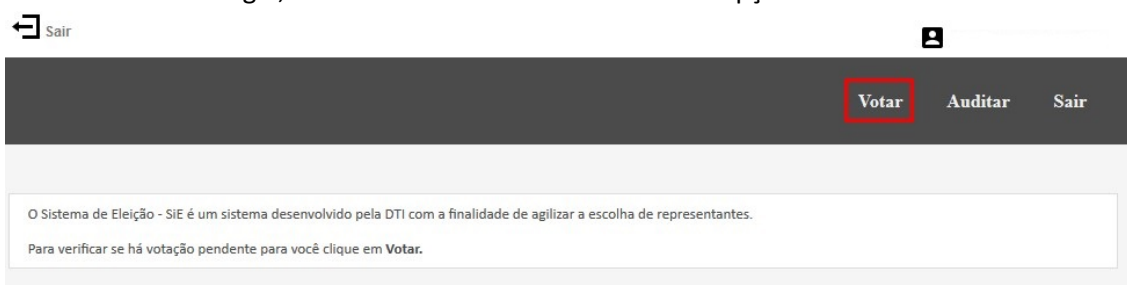 Sair
Votar Auditar Sair
O Sistema de Eleição - SiE é um sistema desenvolvido pela DTI com a finalidade de agilizar a escolha de representantes.
Para verificar se há votação pendente para você clique em Votar.